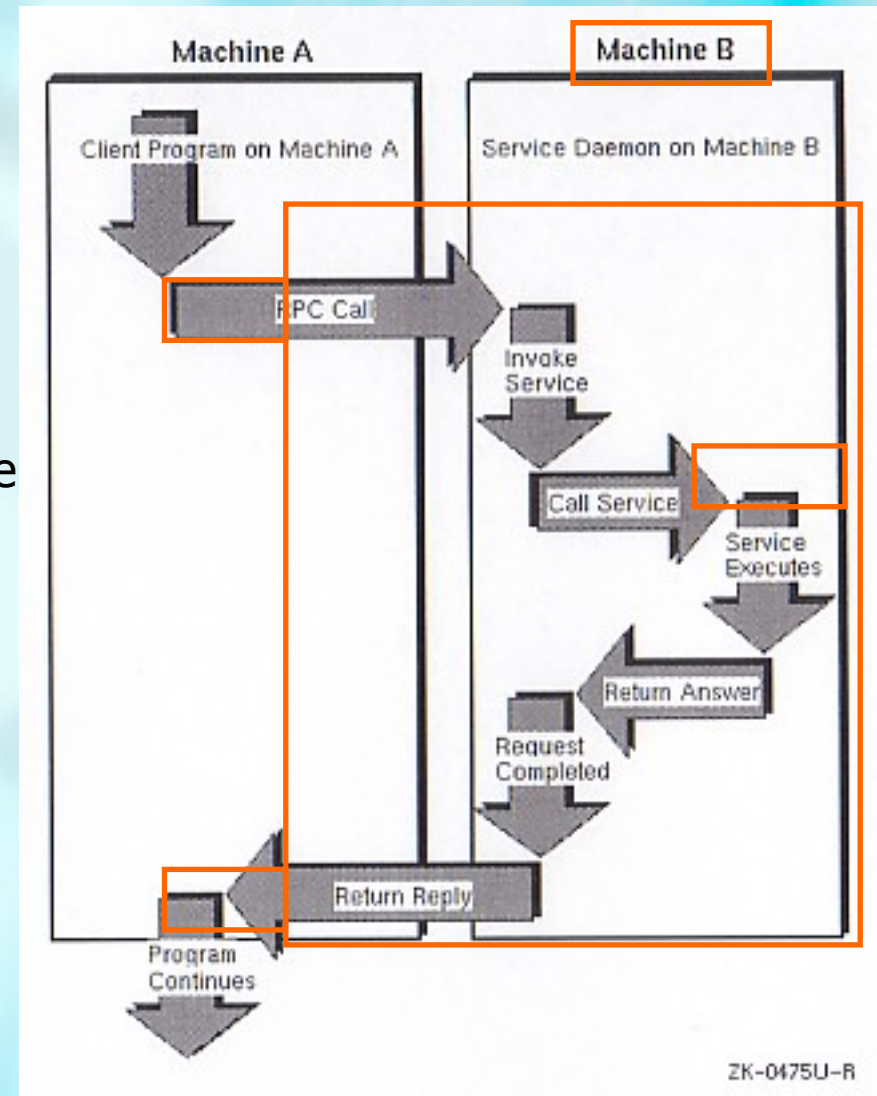 Machine A
Machine B
Client Program on Machine A
Service Daemon on Machine B
RPC Call
Invoke
Service
e
Call Service
Service
Executes
Return Answer
Request
Completed
Return Reply
Program
Continues
ZK-0475U-R